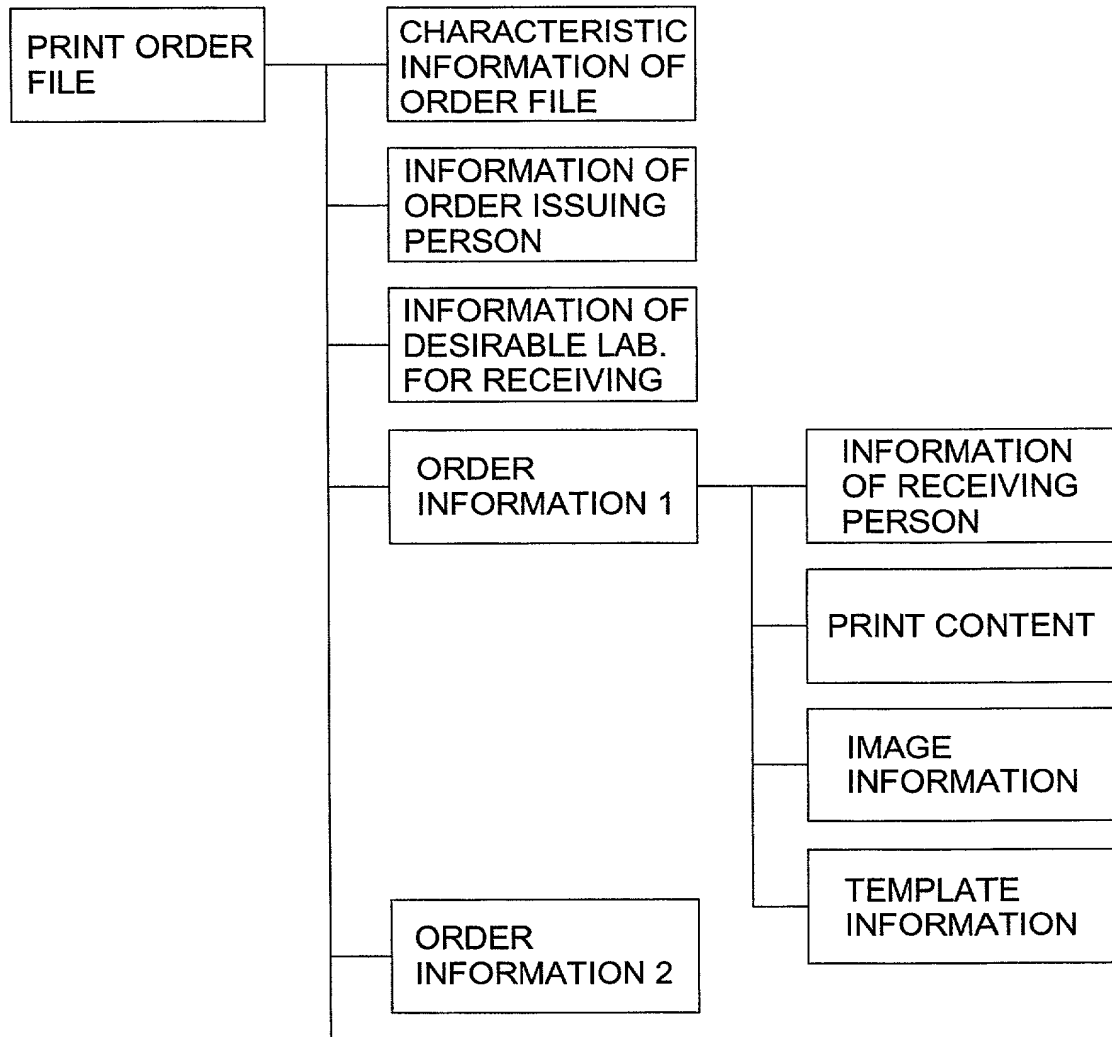 PRINT ORDER
FILE
CHARACTERISTIC
INFORMATION OF
ORDER FILE
INFORMATION OF
ORDER ISSUING
PERSON
INFORMATION OF
DESIRABLE LAB.
FOR RECEIVING
ORDER
INFORMATION 1
INFORMATION
OF RECEIVING
PERSON
PRINT CONTENT
IMAGE
INFORMATION
TEMPLATE
INFORMATION
ORDER
INFORMATION 2